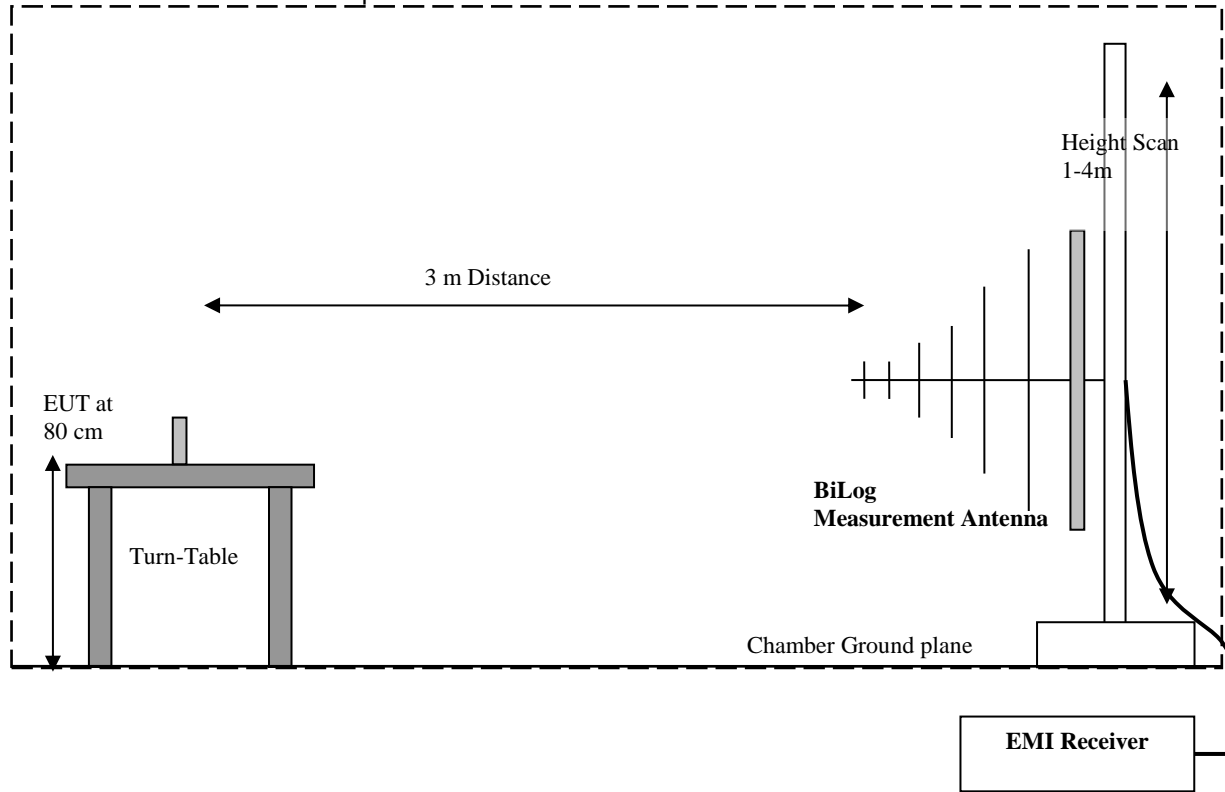 Height Scan
1-4m
3 m Distance
EUT at
80 cm
BiLog
Measurement Antenna
Turn-Table
Chamber Ground plane
EMI Receiver